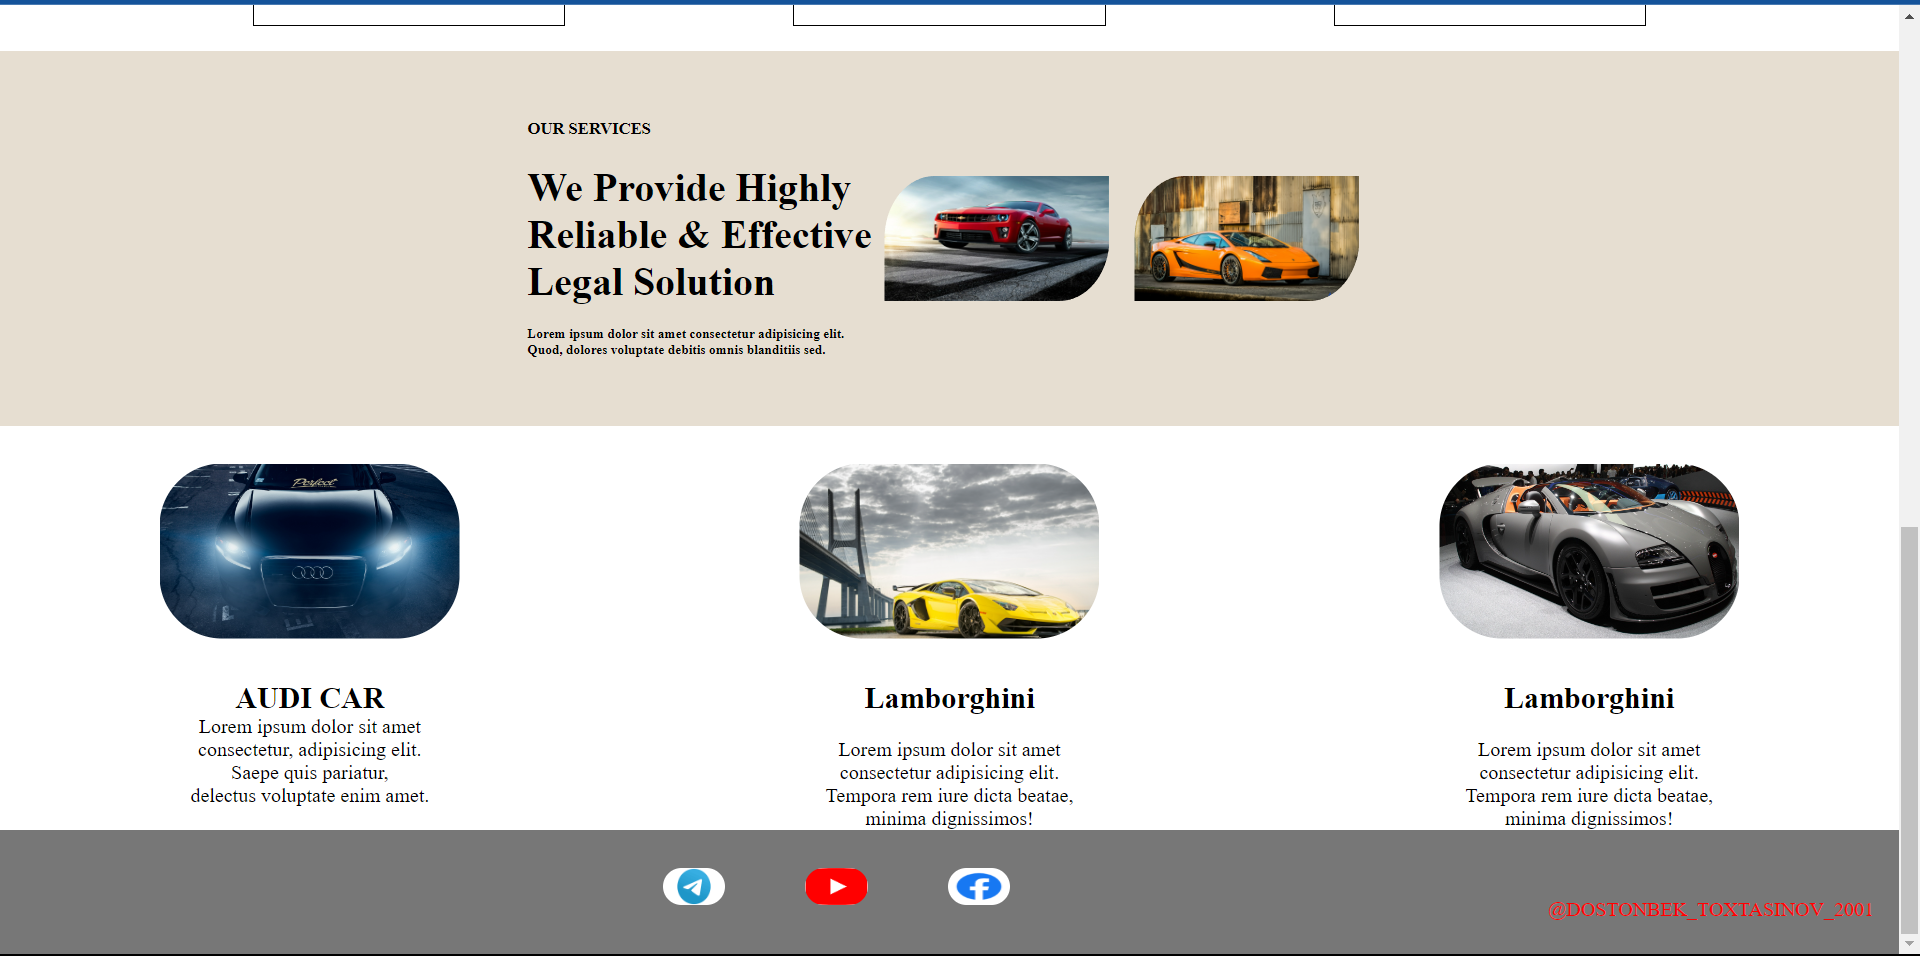 OUR SERVICES
We Provide Highly
Reliable & Effective
Legal Solution
Lorem ipsum dolor sit amet consectetur adipisicing elit.
Quod, dolores voluptate debitis omnis blanditiis sed.
Perfect
AUDI CAR
Lorem ipsum dolor sit amet
consectetur, adipisicing elit.
Saepe quis pariatur,
delectus voluptate enim amet.
Lamborghini
Lorem ipsum dolor sit amet
consectetur adipisicing elit.
Tempora rem iure dicta beatae,
minima dignissimos!
Lamborghini
Lorem ipsum dolor sit amet
consectetur adipisicing elit.
Tempora rem iure dicta beatae,
minima dignissimos!
@DOSTONBEK_TOXTASINOV_2001